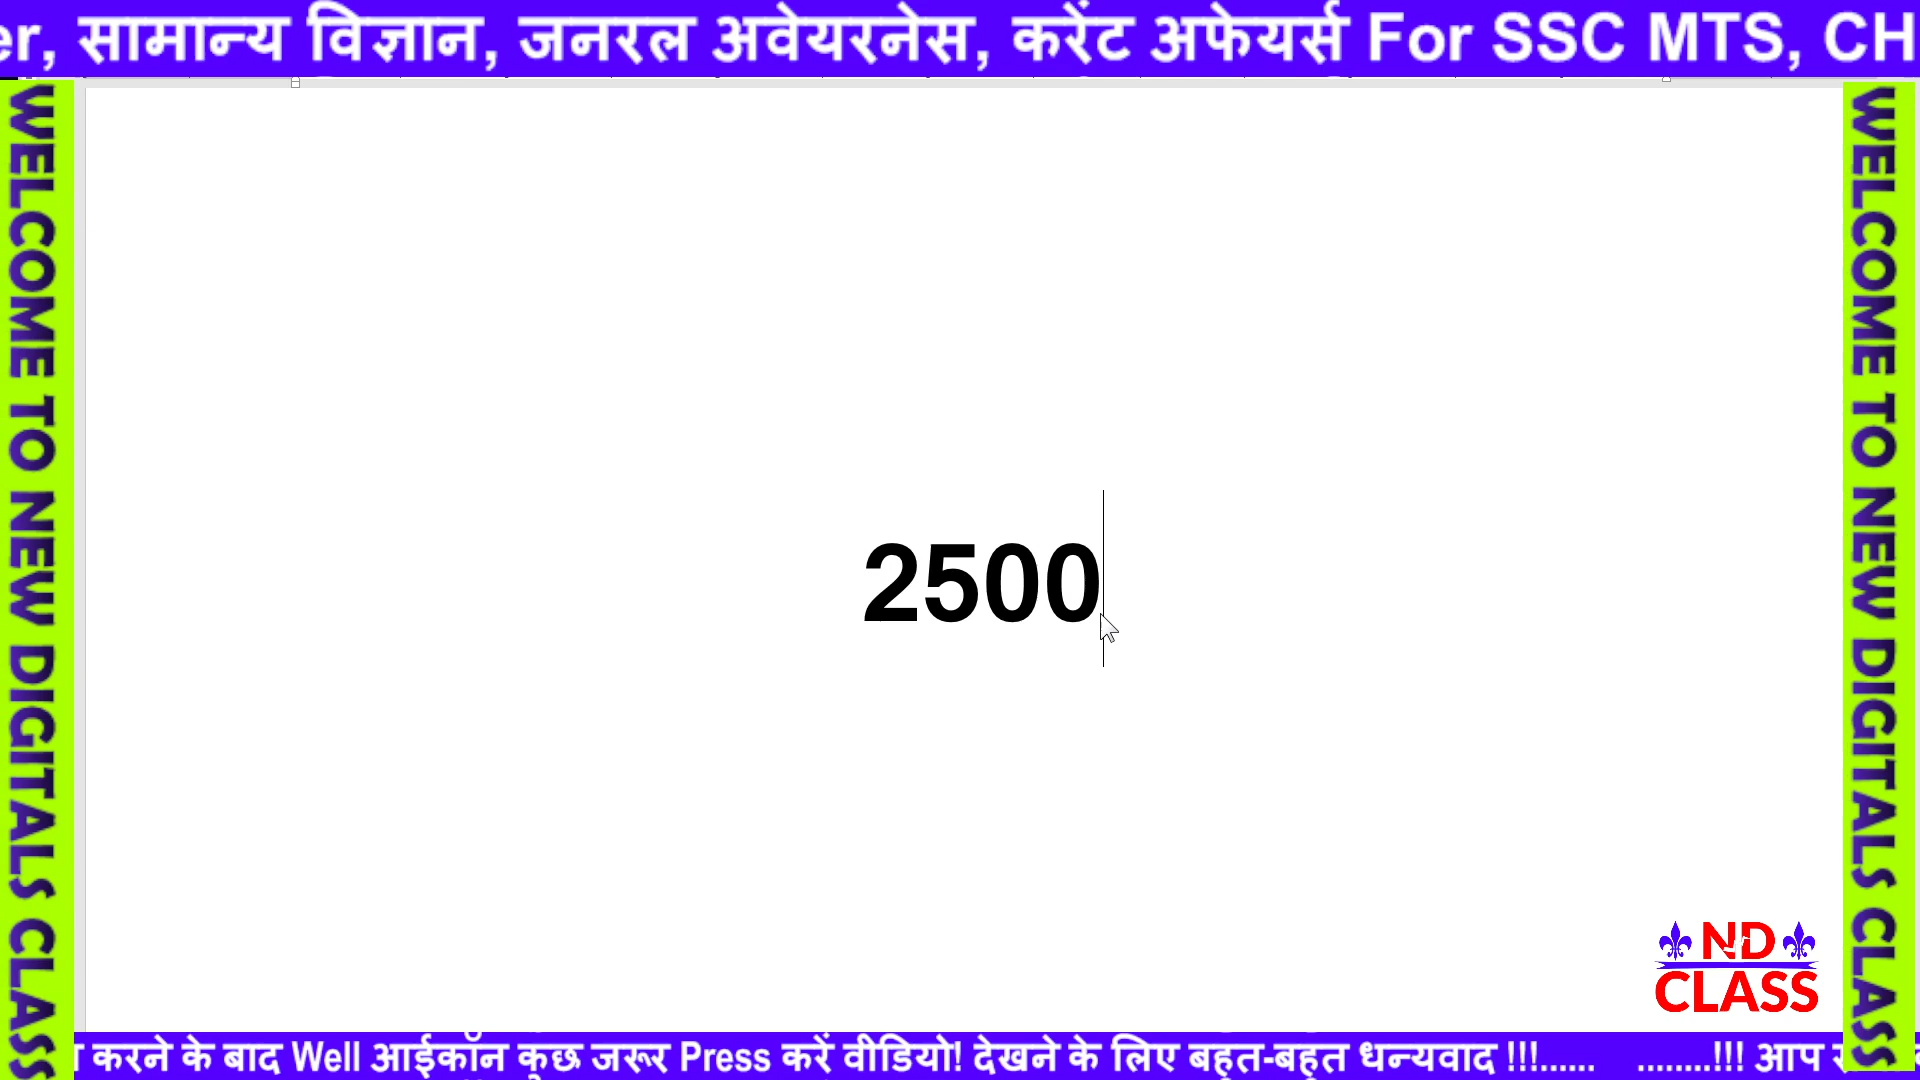 er, सामान्य विज्ञान, जनरल अवेयरनेस, करेंट अफेयर्स For SSC MTS, CH
WELCOME TO NEW DIGITALS CLASS
2500
WELCOME TO NEW DIGITALS CLASS
ND
CLASS
करने के बाद Well आईकॉन कुछ जरूर Press करें वीडियो! देखने के लिए बहुत-बहुत धन्यवाद !!!...... ........!!! आप